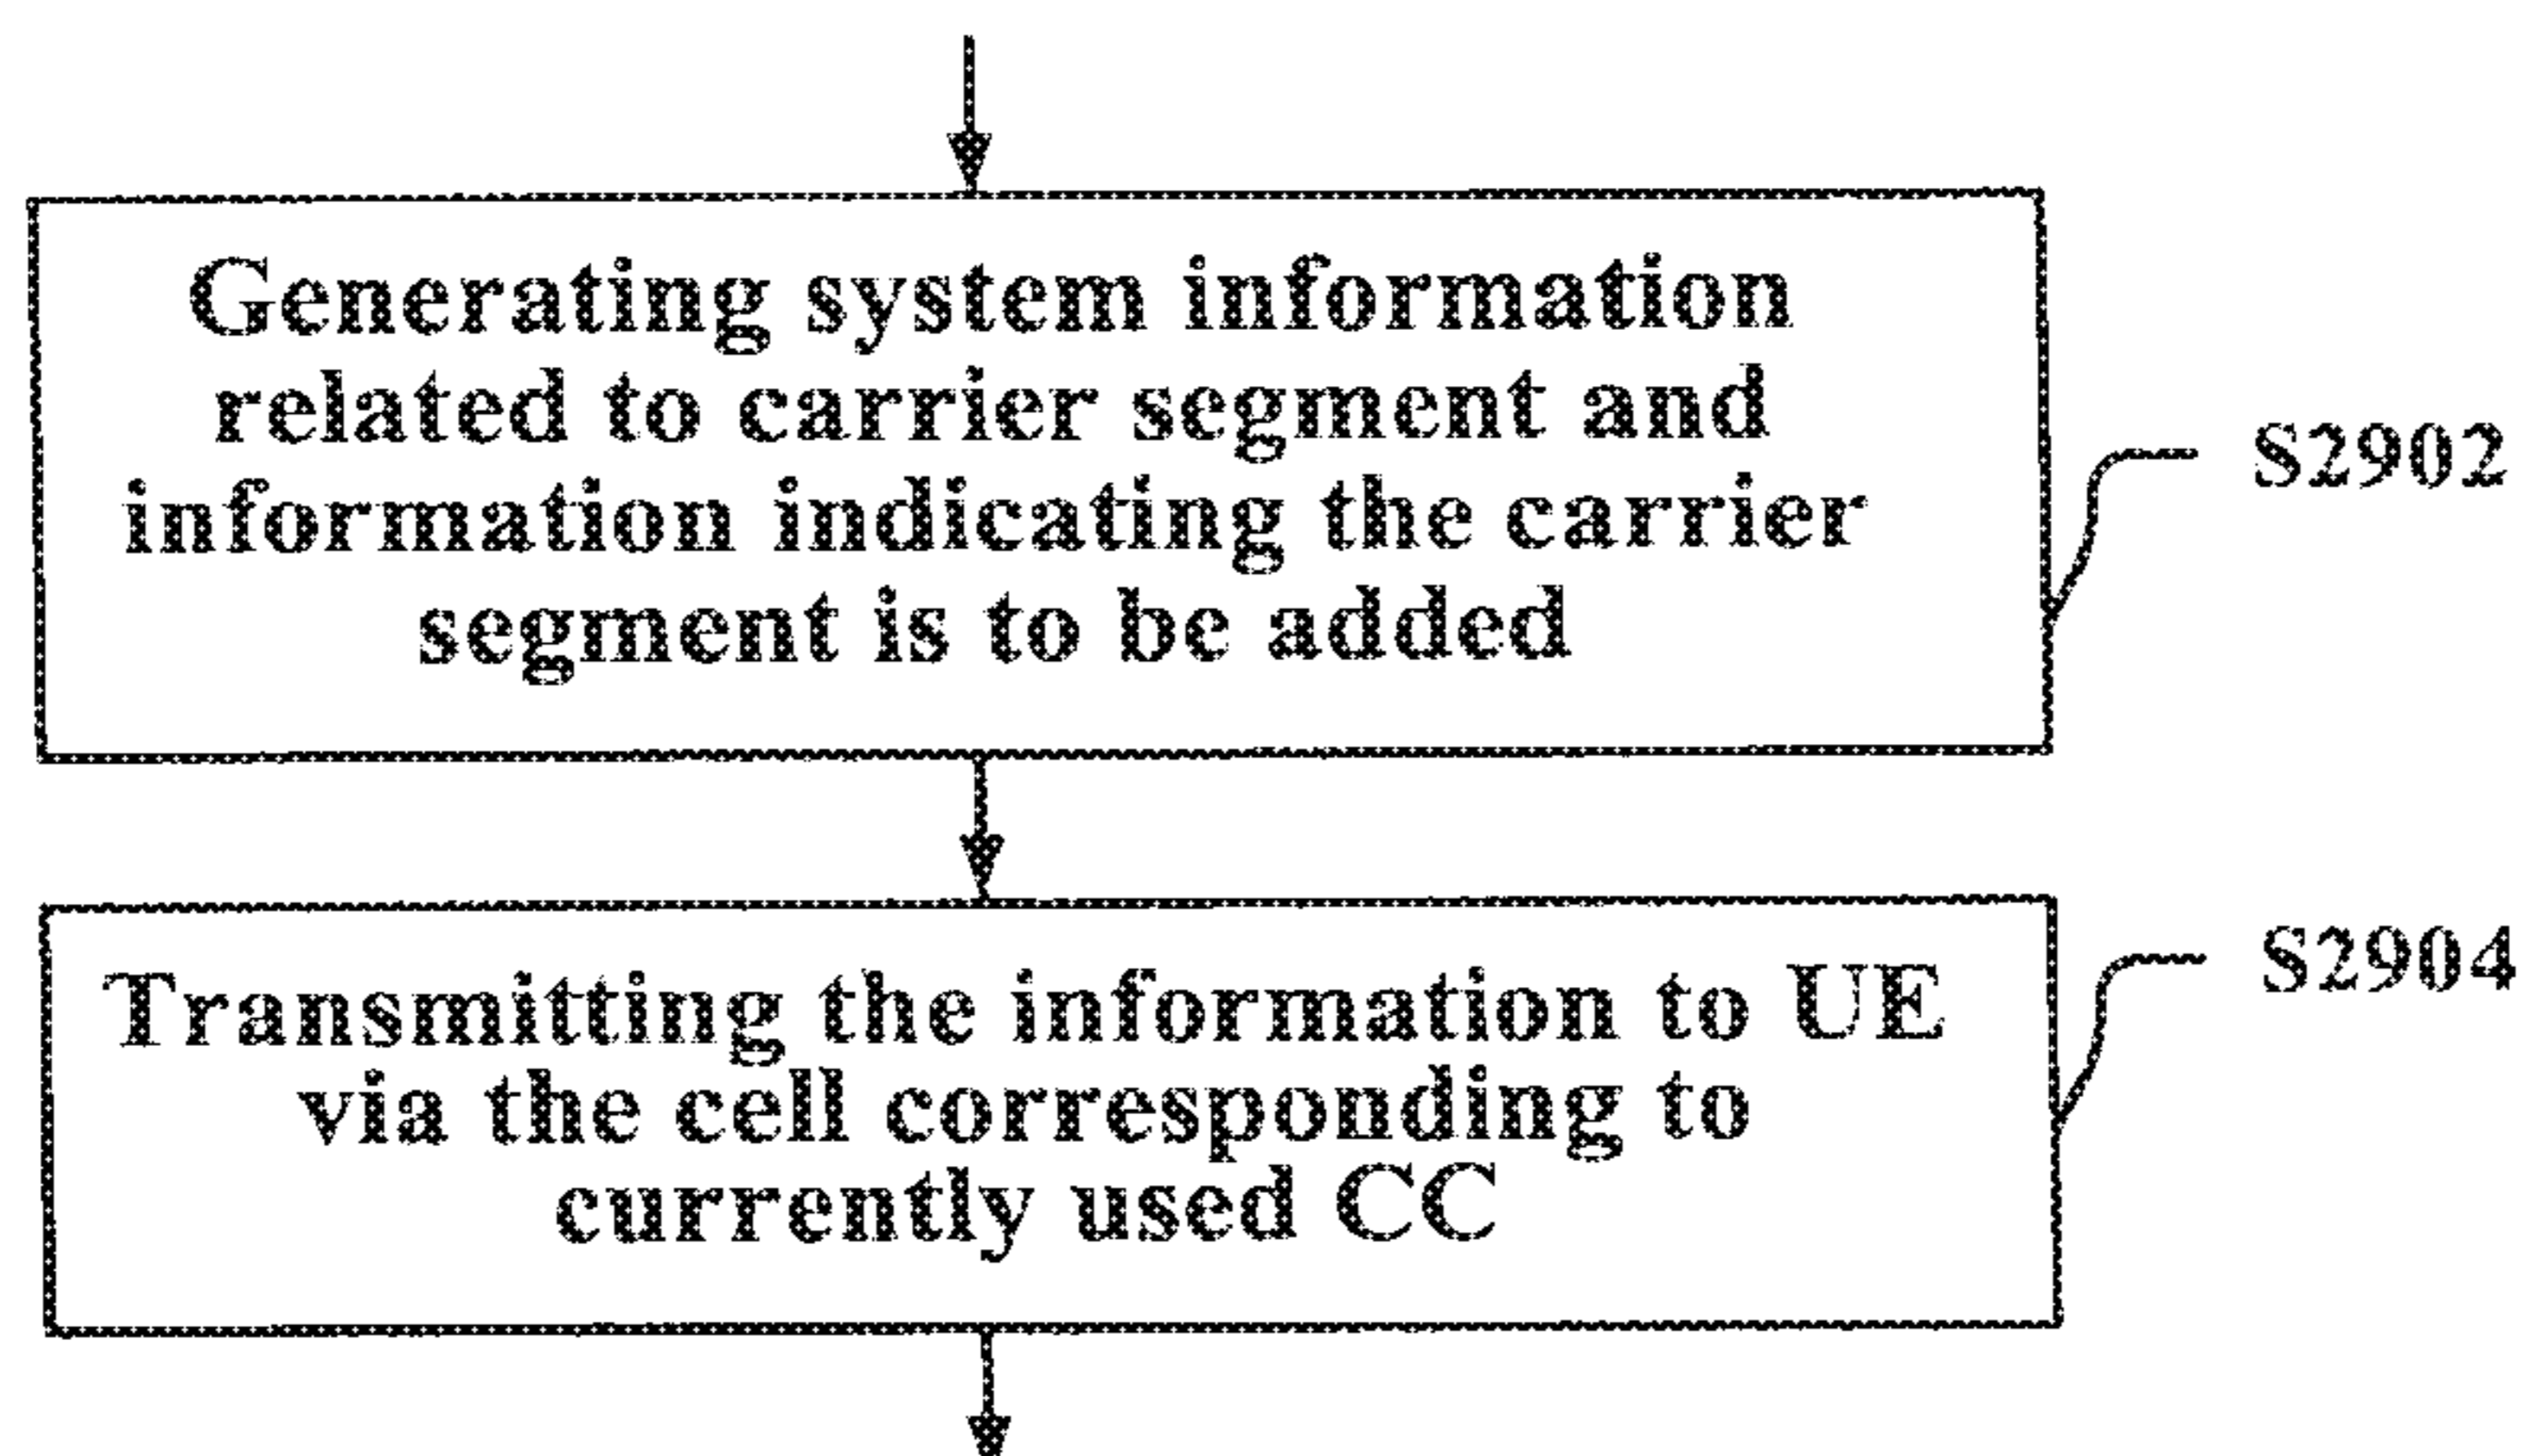 Generating system information
related to carrier segment and
information indicating the carrier
segment is to be added
S2902
Transmitting the information to UE
via the cell corresponding to
currently used CC
S2904